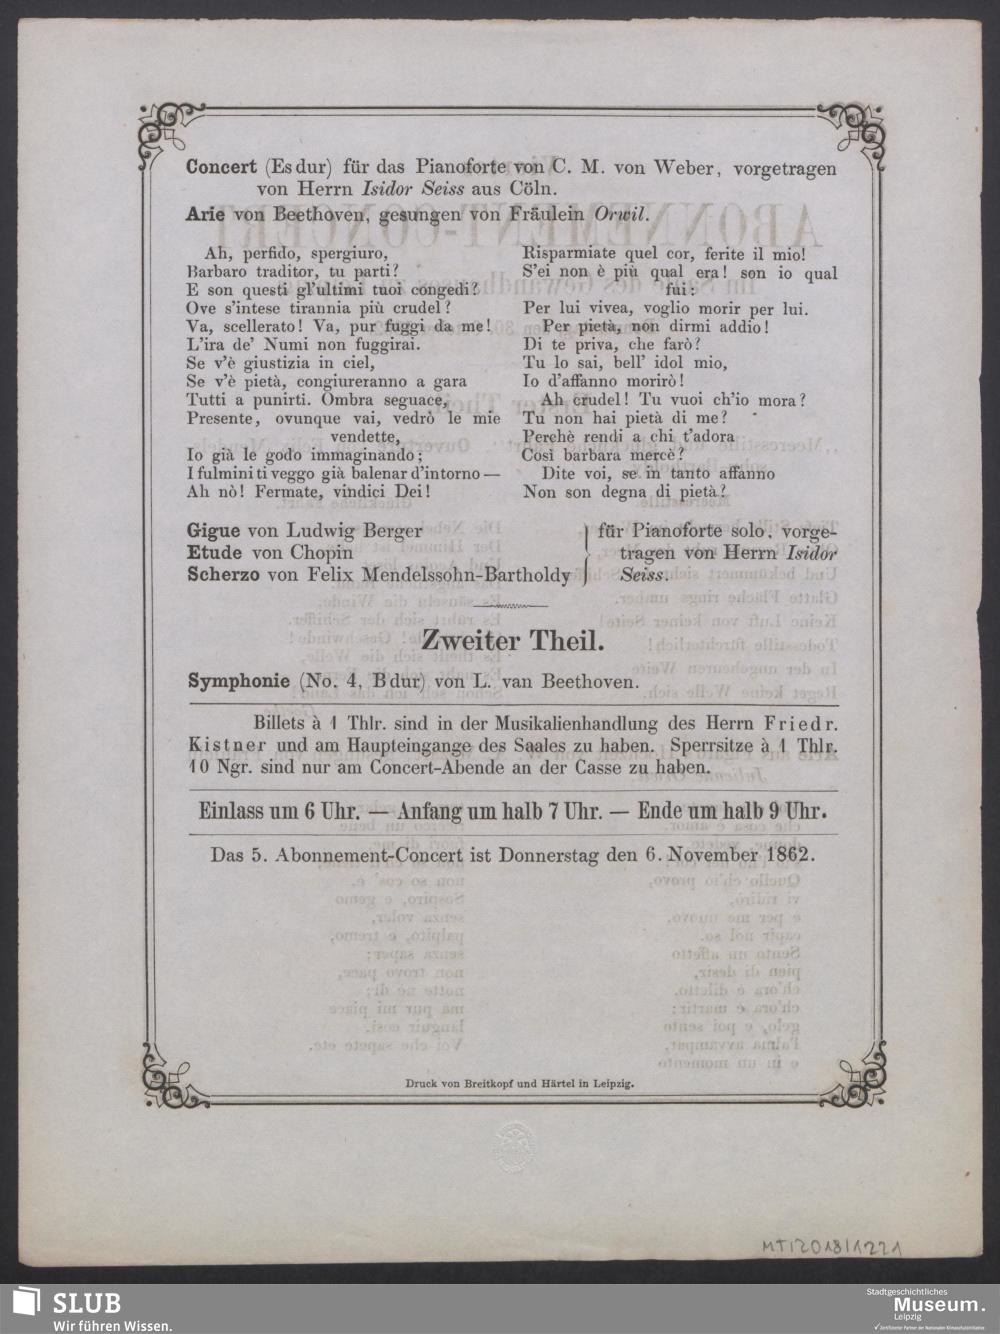 Concert (Es dur) für das Pianoforte von C. M. von Weber, vorgetragen
von Herrn Isidor Seiss aus Cöln.
Arie von Beethoven, gesungen von Fräulein Orwil.
Ah, perfido, spergiuro,
Barbaro traditor, tu parti?
E son questi gl'ultimi tuoi congedi?
Ove s'intese tirannia più crudel?
Va, scellerato! Va, pur fuggi da me!
L'ira de' Numi non fuggirai.
Se v'è giustizia in ciel,
Se v'è pietà, congiureranno a gara
Tutti a punirti. Ombra seguace,
Presente, ovunque vai, vedrò le mie
vendette,
Io già le godo immaginando;
I fulmini ti veggo già balenar d'intorno —
Ah nò! Fermate, vindici Dei!
Risparmiate quel cor, ferite il mio!
S'ei non è più qual era! son io qual
fui:
Per lui vivea, voglio morir per lui.
Per pietà, non dirmi addio!
Di te priva, che farò?
Tu lo sai, bell' idol mio,
Io d'affanno morirò!
Ah crudel! Tu vuoi ch'io mora?
Tu non hai pietà di me?
Perchè rendi a chi t'adora
Così barbara mercè?
Dite voi, se in tanto affanno
Non son degna di pietà?
Gigue von Ludwig Berger
Etude von Chopin
Scherzo von Felix Mendelssohn-Bartholdy
für Pianoforte solo, vorge-
tragen von Herrn Isidor
Seiss.
Zweiter Theil.
Symphonie (No. 4, B dur) von L. van Beethoven.
Billets à 1 Thlr. sind in der Musikalienhandlung des Herrn Friedr.
Kistner und am Haupteingange des Saales zu haben. Sperrsitze à 1 Thlr.
10 Ngr. sind nur am Concert-Abende an der Casse zu haben.
Einlass um 6 Uhr. — Anfang um halb 7 Uhr. — Ende um halb 9 Uhr.
Das 5. Abonnement-Concert ist Donnerstag den 6. November 1862.
Druck von Breitkopf und Härtel in Leipzig.
MT/2018/1221
SLUB
Wir führen Wissen.
Stadtgeschichtliches
Museum.
Leipzig